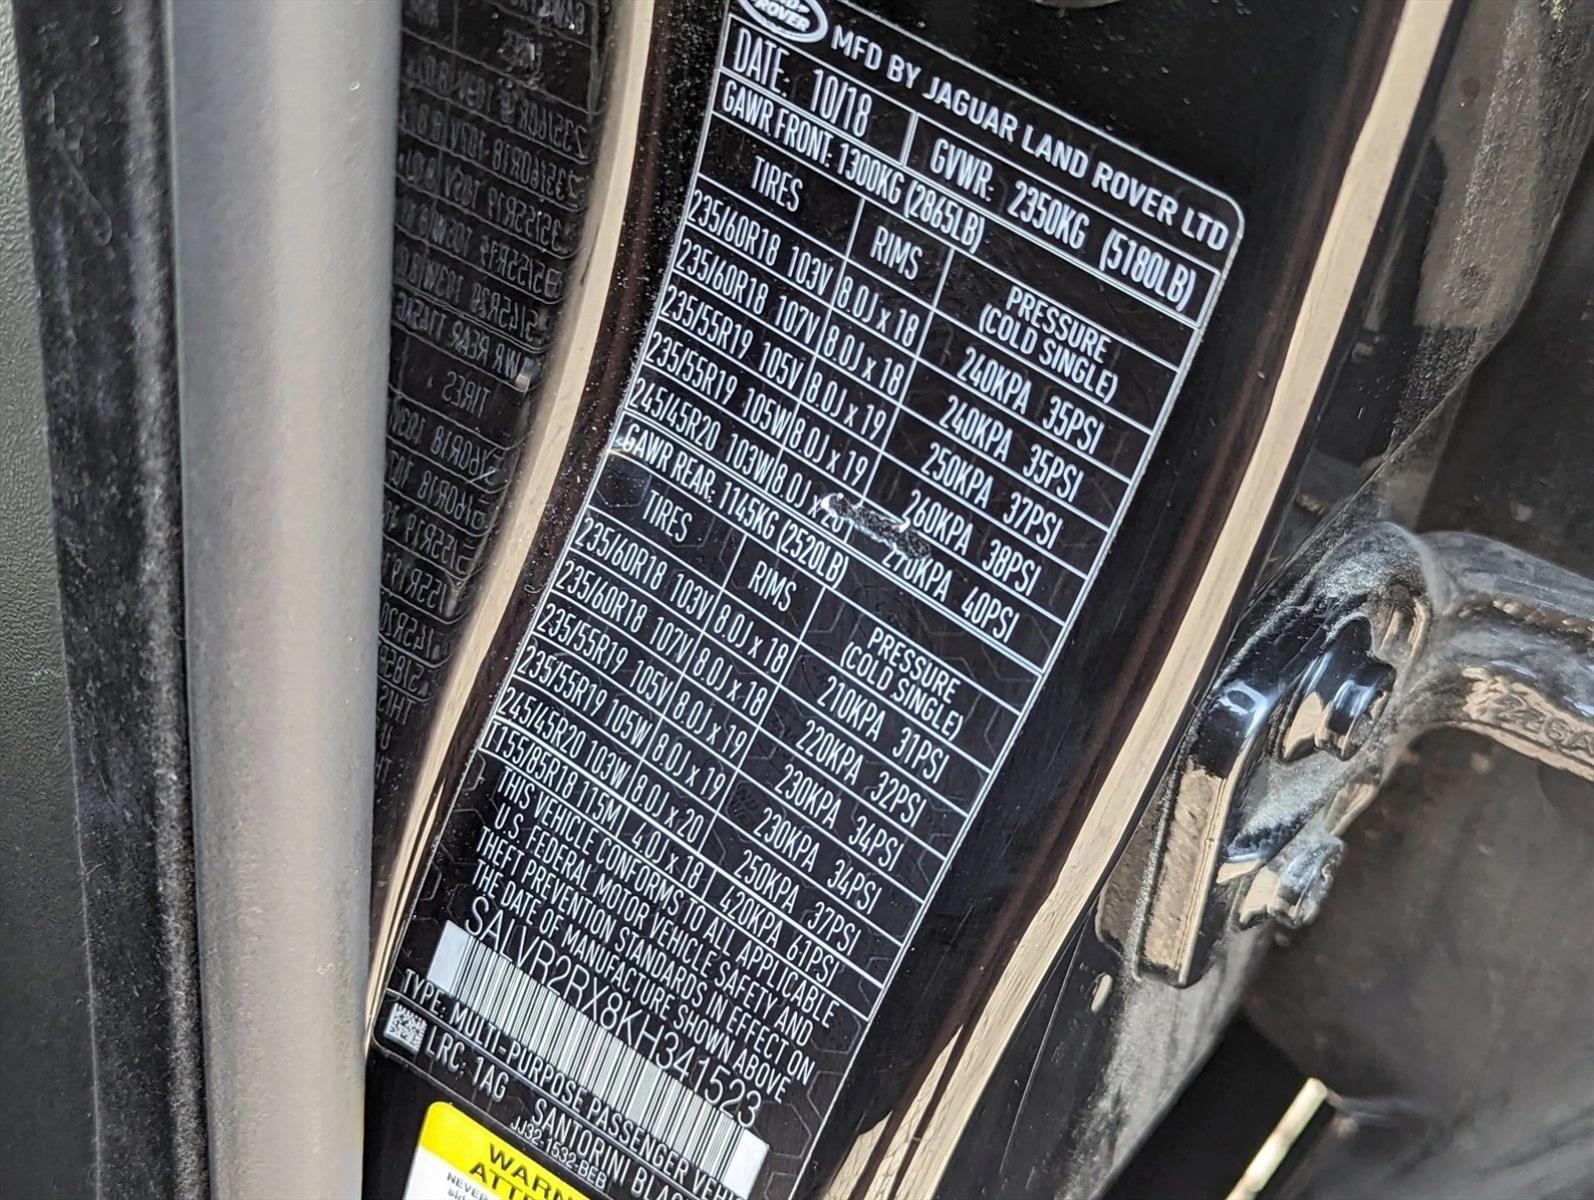 ROVER
MFD BY JAGUAR LAND ROVER LTD
DATE: 10/18 GVWR: 2350KG (5180LB)
GAWR FRONT: 1300KG (2865LB)
TIRES RIMS PRESSURE
(COLD SINGLE)
235/60R18 103V 8.0J x 18 240KPA 35PSI
235/60R18 107V 8.0J x 18 240KPA 35PSI
235/55R19 105V 8.0J x 19 250KPA 37PSI
235/55R19 105W 8.0J x 19 260KPA 38PSI
245/45R20 103W 8.0J x 20 270KPA 40PSI
GAWR REAR: 1145KG (2520LB)
TIRES RIMS PRESSURE
(COLD SINGLE)
235/60R18 103V 8.0J x 18 210KPA 31PSI
235/60R18 107V 8.0J x 18 220KPA 32PSI
235/55R19 105V 8.0J x 19 230KPA 34PSI
235/55R19 105W 8.0J x 19 230KPA 34PSI
245/45R20 103W 8.0J x 20 250KPA 37PSI
T155/85R18 115M 4.0J x 18 420KPA 61PSI
THIS VEHICLE CONFORMS TO ALL APPLICABLE
U.S. FEDERAL MOTOR VEHICLE SAFETY AND
THEFT PREVENTION STANDARDS IN EFFECT ON
THE DATE OF MANUFACTURE SHOWN ABOVE
SALVR2RX8KH341523
TYPE: MULTI-PURPOSE PASSENGER VEHI
LRC: 1AG SANTORINI BLAC
JJ32-1532-BEB
WARN
ATTE
NEVER